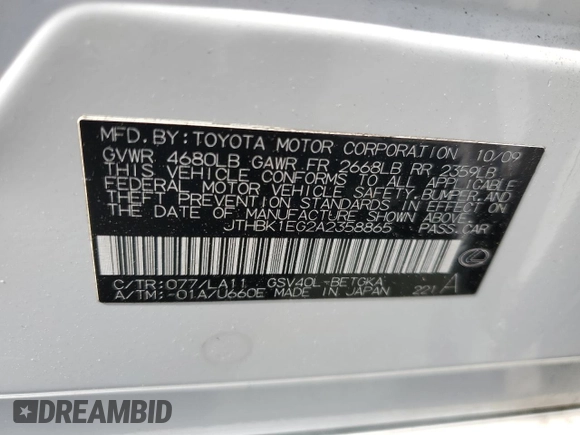 MFD. BY: TOYOTA MOTOR CORPORATION 10/09
GVWR 4680LB GAWR FR 2668LB RR 2359LB
THIS VEHICLE CONFORMS TO ALL APPLICABLE
FEDERAL MOTOR VEHICLE SAFETY, BUMPER, AND
THEFT PREVENTION STANDARDS IN EFFECT ON
THE DATE OF MANUFACTURE SHOWN ABOVE.
JTHBK1EG2A2358865 PASS.CAR
C/TR:077/LA11 GSV40L-BETGKA
A/TM:-01A/U660E MADE IN JAPAN 221 A
DREAMBID